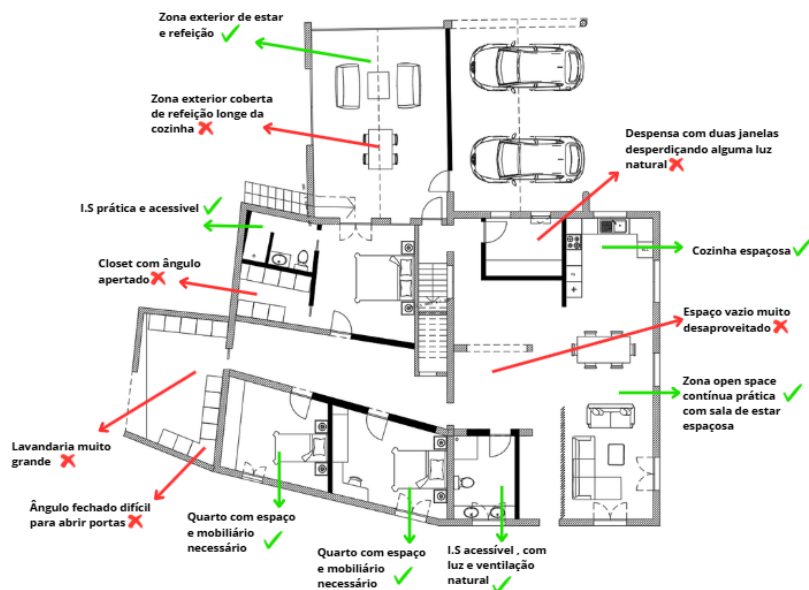 Zona exterior de estar
e refeição
Zona exterior coberta
de refeição longe da
cozinha
Despensa com duas janelas
desperdiçando alguma luz
natural
I.S prática e acessivel
Cozinha espaçosa
Closet com ângulo
apertado
Espaço vazio muito
desaproveitado
Zona open space
contínua prática
com sala de estar
espaçosa
Lavandaria muito
grande
Ângulo fechado difícil
para abrir portas
Quarto com espaço
e mobiliário
necessário
Quarto com espaço
e mobiliário
necessário
I.S acessível , com
luz e ventilação
natural